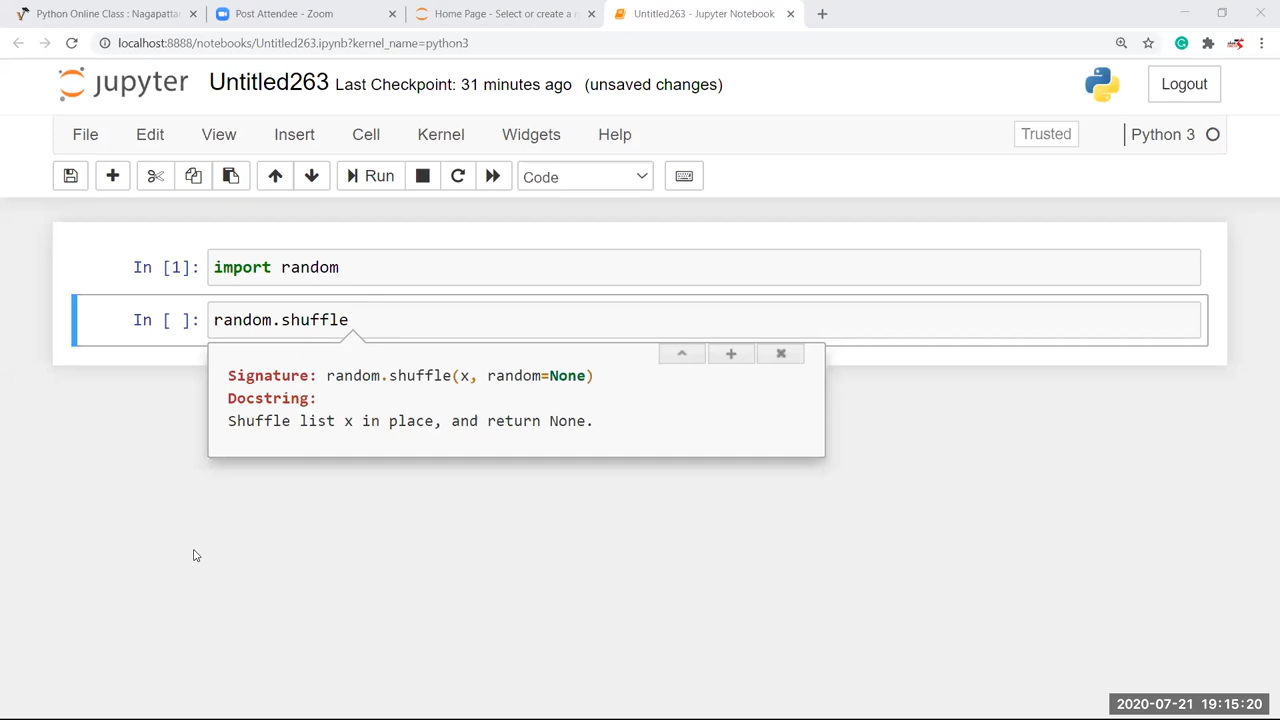 Python Online Class : Nagapattan
Post Attendee - Zoom
Home Page - Select or create a n
Untitled263 - Jupyter Notebook
localhost:8888/notebooks/Untitled263.ipynb?kernel_name=python3
jupyter Untitled263 Last Checkpoint: 31 minutes ago (unsaved changes)
Logout
File Edit View Insert Cell Kernel Widgets Help
Trusted
Python 3
Run
Code
In [1]: import random
In [ ]: random.shuffle
Signature: random.shuffle(x, random=None)
Docstring:
Shuffle list x in place, and return None.
2020-07-21 19:15:20